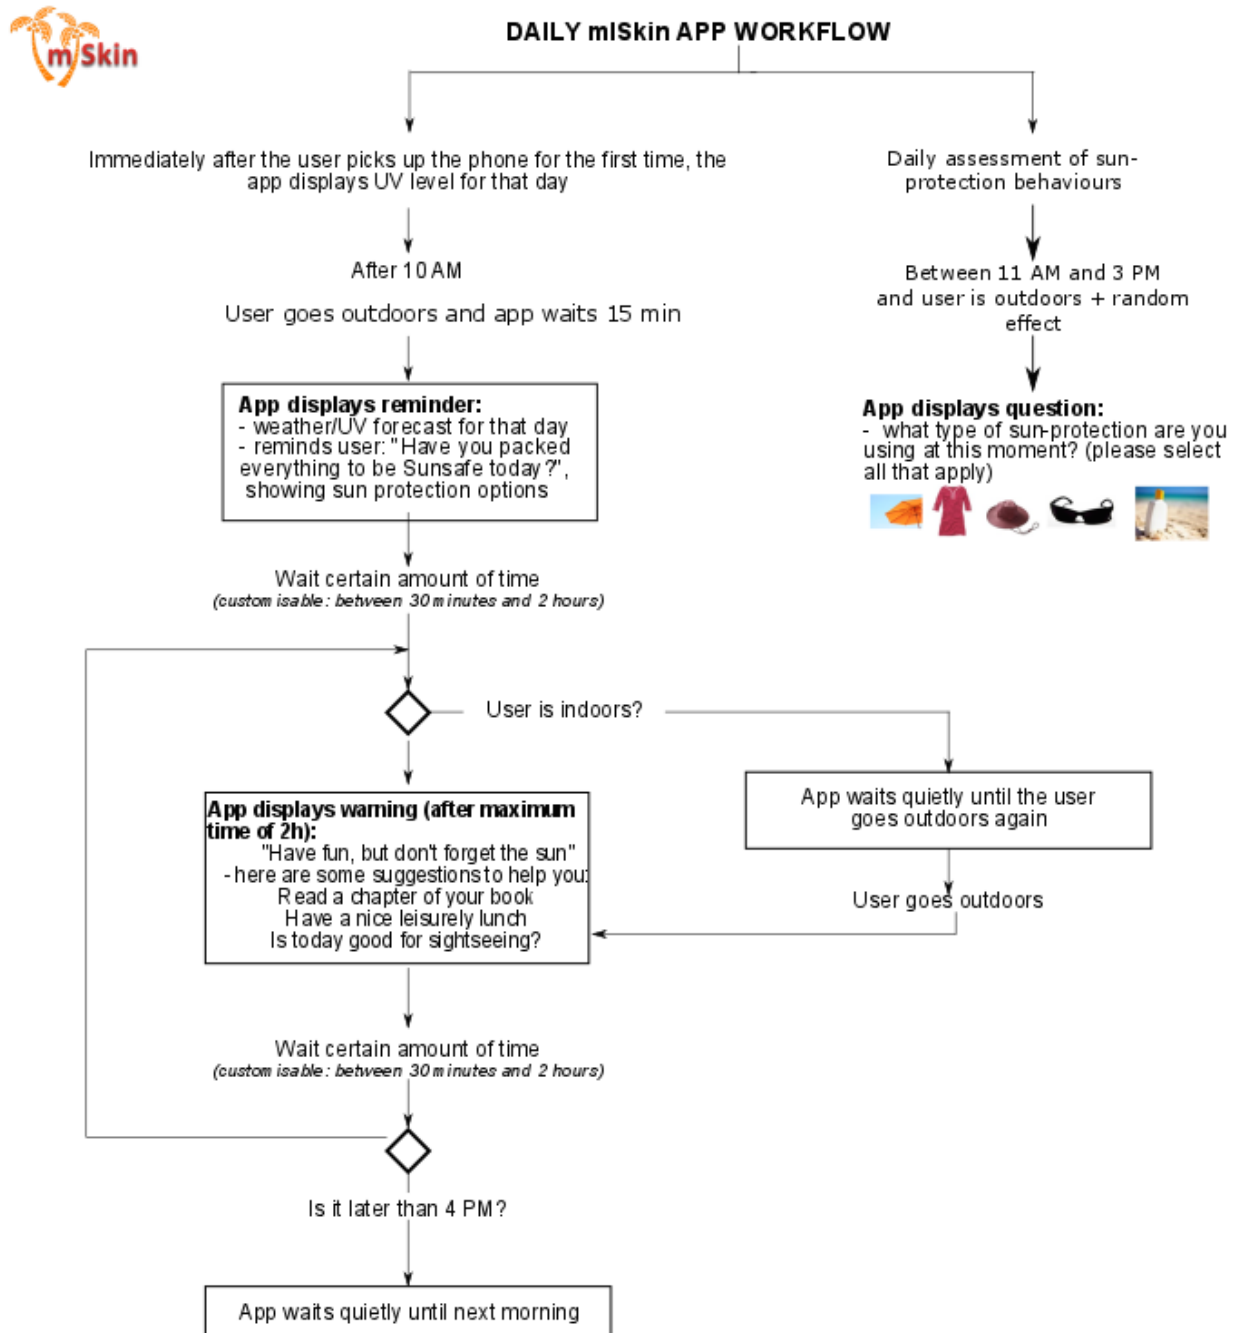 mISkin
DAILY mISkin APP WORKFLOW
Immediately after the user picks up the phone for the first time, the
app displays UV level for that day
After 10 AM
User goes outdoors and app waits 15 min
App displays reminder:
- weather/UV forecast for that day
- reminds user: "Have you packed
everything to be Sunsafe today?",
showing sun protection options
Wait certain amount of time
(customisable: between 30 minutes and 2 hours)
User is indoors?
App displays warning (after maximum
time of 2h):
"Have fun, but don't forget the sun"
- here are some suggestions to help you:
Read a chapter of your book
Have a nice leisurely lunch
Is today good for sightseeing?
App waits quietly until the user
goes outdoors again
User goes outdoors
Wait certain amount of time
(customisable: between 30 minutes and 2 hours)
Is it later than 4 PM?
App waits quietly until next morning
Daily assessment of sun-
protection behaviours
Between 11 AM and 3 PM
and user is outdoors + random
effect
App displays question:
- what type of sun-protection are you
using at this moment? (please select
all that apply)